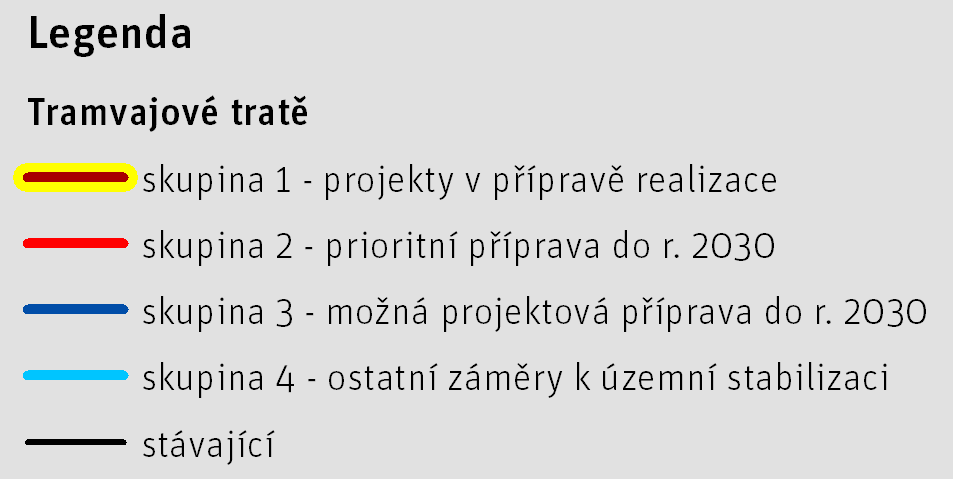 Legenda
Tramvajové tratě
skupina 1 - projekty v přípravě realizace
skupina 2 - prioritní příprava do r. 2030
skupina 3 - možná projektová příprava do r. 2030
skupina 4 - ostatní záměry k územní stabilizaci
stávající